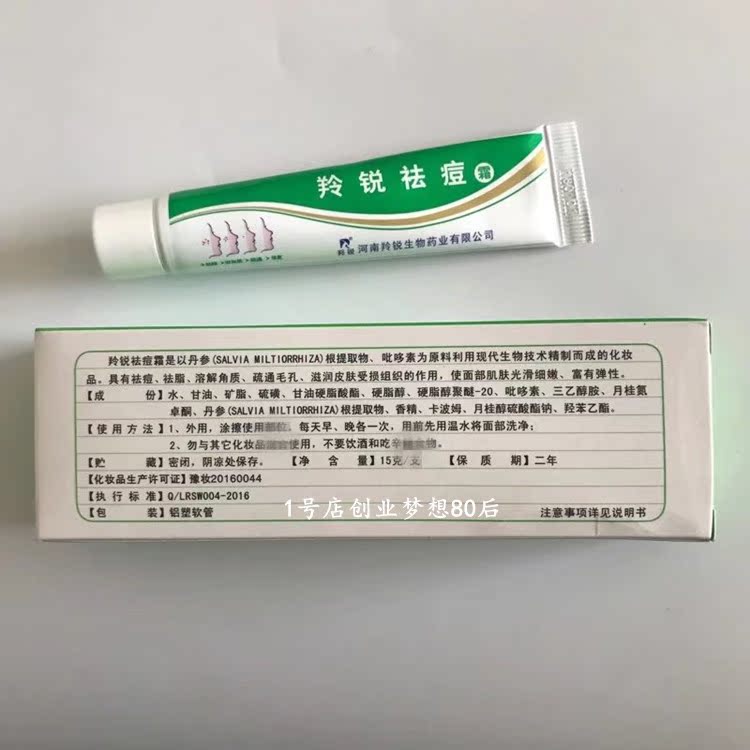 羚锐祛痘霜
羚锐 河南羚锐生物药业有限公司
羚锐祛痘霜是以丹参(SALVIA MILTIORRHIZA)根提取物、吡哆素为原料利用现代生物技术精制而成的化妆
品。具有祛痘、祛脂、溶解角质、疏通毛孔、滋润皮肤受损组织的作用，使面部肌肤光滑细嫩、富有弹性。
【成 份】水、甘油、矿脂、硫磺、甘油硬脂酸酯、硬脂醇、硬脂醇聚醚-20、吡哆素、三乙醇胺、月桂氮
卓酮、丹参(SALVIA MILTIORRHIZA)根提取物、香精、卡波姆、月桂醇硫酸酯钠、羟苯乙酯。
【使用方法】1、外用，涂擦使用部位，每天早、晚各一次，用前先用温水将面部洗净；
2、勿与其它化妆品混合使用，不要饮酒和吃辛食物。
【贮 藏】密闭，阴凉处保存。【净 含 量】15克/支【保 质 期】二年
【化妆品生产许可证】豫妆20160044
【执行标准】Q/LRSW004-2016
【包 装】铝塑软管 注意事项详见说明书
1号店创业梦想80后